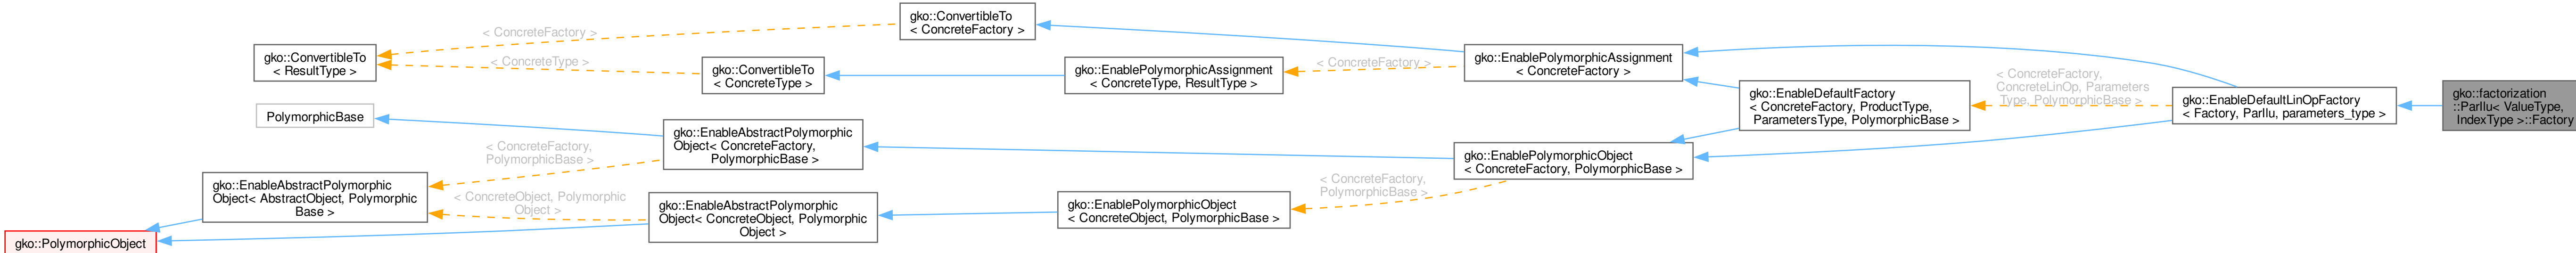 gko::ConvertibleTo
< ConcreteFactory >
< ConcreteFactory >
gko::ConvertibleTo
< ResultType >
< ConcreteType >
gko::ConvertibleTo
< ConcreteType >
gko::EnablePolymorphicAssignment
< ConcreteType, ResultType >
< ConcreteFactory >
gko::EnablePolymorphicAssignment
< ConcreteFactory >
gko::EnableDefaultFactory
< ConcreteFactory, ProductType,
ParametersType, PolymorphicBase >
< ConcreteFactory,
ConcreteLinOp, Parameters
Type, PolymorphicBase >
gko::EnableDefaultLinOpFactory
< Factory, ParIlu, parameters_type >
gko::factorization
::ParIlu< ValueType,
IndexType >::Factory
PolymorphicBase
gko::EnableAbstractPolymorphic
Object< ConcreteFactory,
PolymorphicBase >
< ConcreteFactory,
PolymorphicBase >
gko::EnablePolymorphicObject
< ConcreteFactory, PolymorphicBase >
gko::EnableAbstractPolymorphic
Object< AbstractObject, Polymorphic
Base >
< ConcreteObject, Polymorphic
Object >
gko::EnableAbstractPolymorphic
Object< ConcreteObject, Polymorphic
Object >
gko::EnablePolymorphicObject
< ConcreteObject, PolymorphicBase >
< ConcreteFactory,
PolymorphicBase >
gko::PolymorphicObject